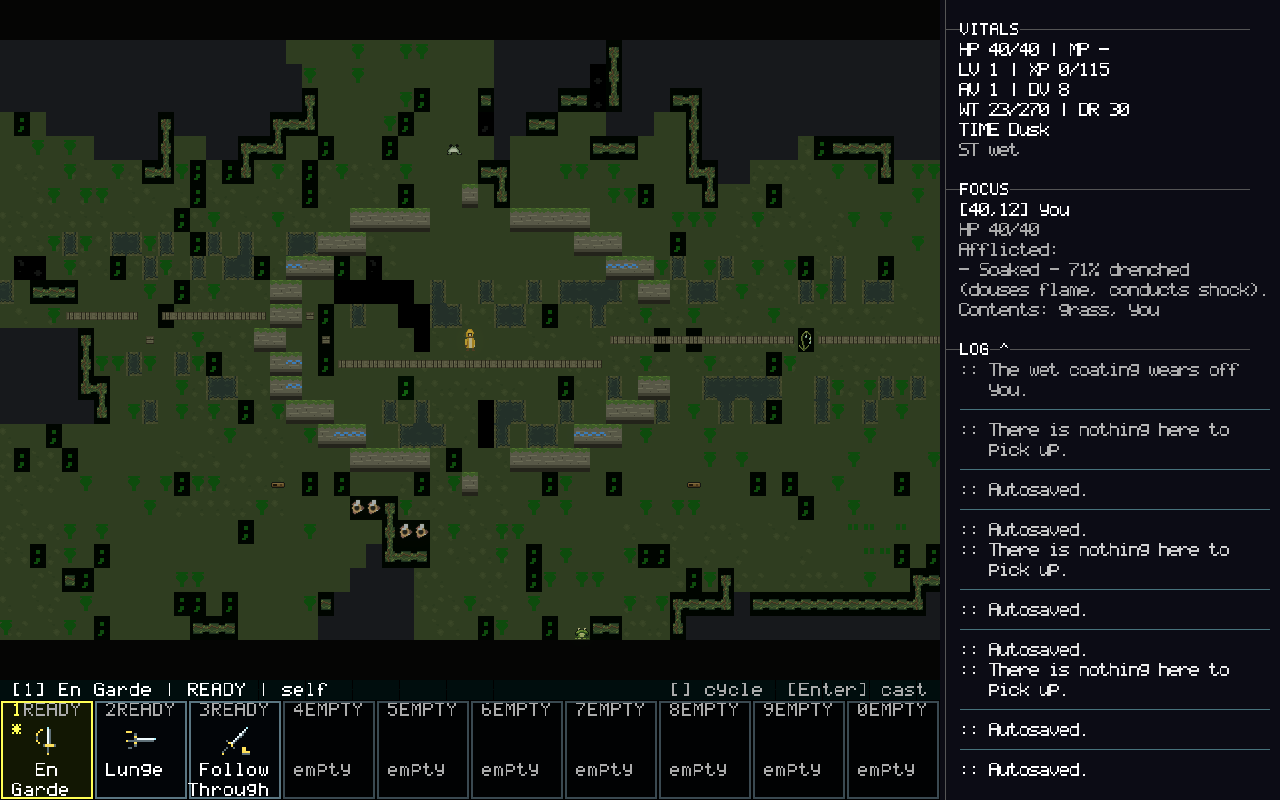 VITALS
HP 40/40 | MP -
LV 1 | XP 0/115
AV 1 | DV 8
WT 23/270 | DR 30
TIME Dusk
ST wet
FOCUS
[40,12] you
HP 40/40
Afflicted:
- Soaked - 71% drenched
(douses flame, conducts shock).
Contents: grass, you
LOG ^
:: The wet coating wears off
you.
:: There is nothing here to
pick up.
:: Autosaved.
:: Autosaved.
:: There is nothing here to
pick up.
:: Autosaved.
:: Autosaved.
:: There is nothing here to
pick up.
:: Autosaved.
:: Autosaved.
[1] En Garde | READY | self
[] cycle [Enter] cast
1READY 2READY 3READY 4EMPTY 5EMPTY 6EMPTY 7EMPTY 8EMPTY 9EMPTY 0EMPTY
*
En Garde
Lunge
Follow Through
empty empty empty empty empty empty empty